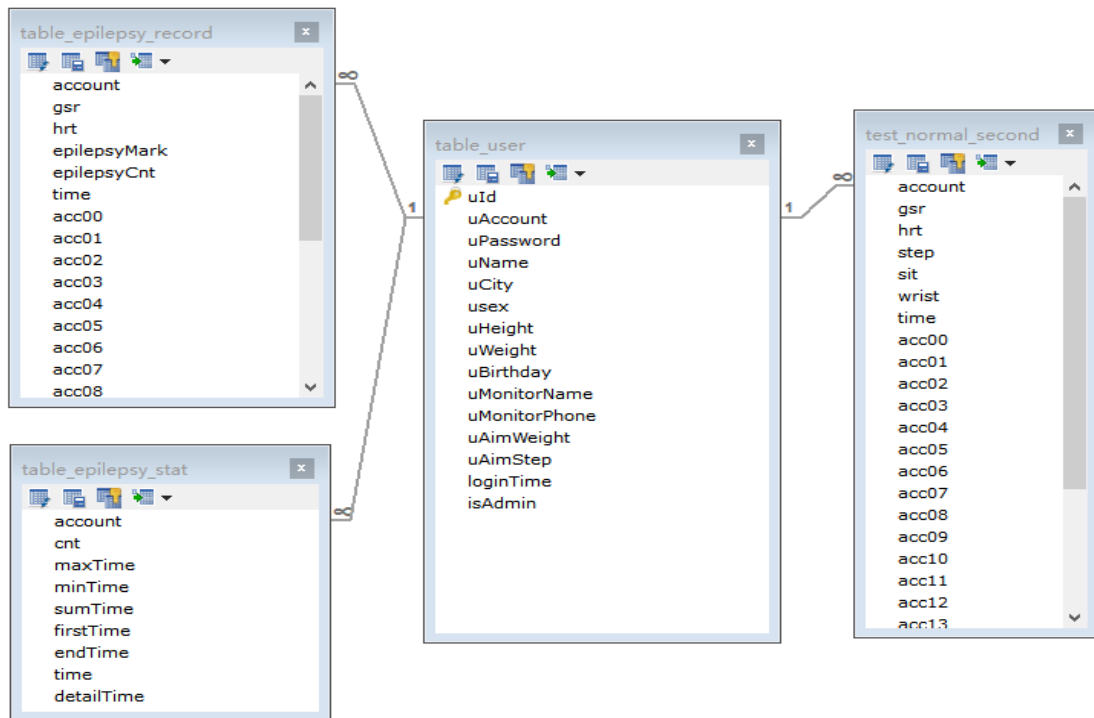 table_epilepsy_record
account
gsr
hrt
epilepsyMark
epilepsyCnt
time
acc00
acc01
acc02
acc03
acc04
acc05
acc06
acc07
acc08
∞
table_epilepsy_stat
account
cnt
maxTime
minTime
sumTime
firstTime
endTime
time
detailTime
∞
1
table_user
uId
uAccount
uPassword
uName
uCity
usex
uHeight
uWeight
uBirthday
uMonitorName
uMonitorPhone
uAimWeight
uAimStep
loginTime
isAdmin
1
∞
test_normal_second
account
gsr
hrt
step
sit
wrist
time
acc00
acc01
acc02
acc03
acc04
acc05
acc06
acc07
acc08
acc09
acc10
acc11
acc12
acc13